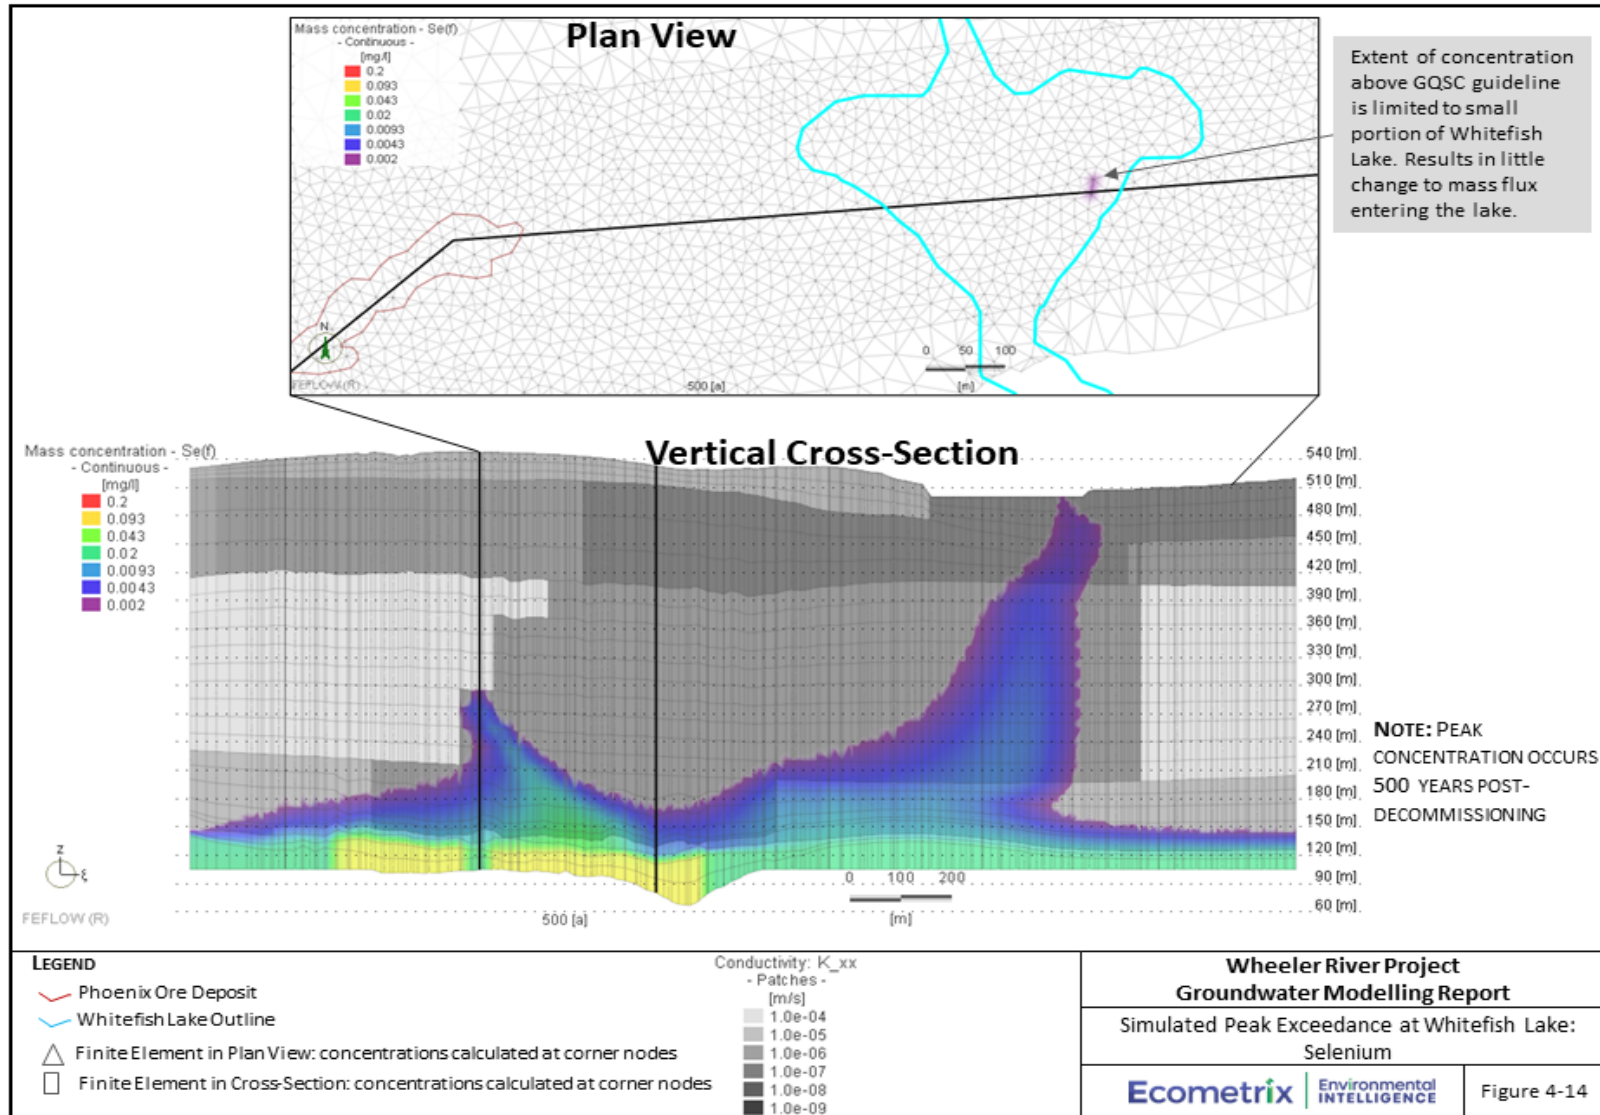 Plan View
Mass concentration - Se(f)
- Continuous -
[mg/l]
0.2
0.093
0.043
0.02
0.0093
0.0043
0.002
N
FEFLOW (R)
500 [a]
0 50 100
[m]
Extent of concentration
above GQSC guideline
is limited to small
portion of Whitefish
Lake. Results in little
change to mass flux
entering the lake.
Vertical Cross-Section
Mass concentration - Se(f)
- Continuous -
[mg/l]
0.2
0.093
0.043
0.02
0.0093
0.0043
0.002
540 [m]
510 [m]
480 [m]
450 [m]
420 [m]
390 [m]
360 [m]
330 [m]
300 [m]
270 [m]
240 [m]
210 [m]
180 [m]
150 [m]
120 [m]
90 [m]
60 [m]
NOTE: PEAK
CONCENTRATION OCCURS
500 YEARS POST-
DECOMMISSIONING
z
ξ
FEFLOW (R)
500 [a]
0 100 200
[m]
LEGEND
Phoenix Ore Deposit
Whitefish Lake Outline
Finite Element in Plan View: concentrations calculated at corner nodes
Finite Element in Cross-Section: concentrations calculated at corner nodes
Conductivity: K_xx
- Patches -
[m/s]
1.0e-04
1.0e-05
1.0e-06
1.0e-07
1.0e-08
1.0e-09
Wheeler River Project
Groundwater Modelling Report
Simulated Peak Exceedance at Whitefish Lake:
Selenium
Ecometrix Environmental
INTELLIGENCE
Figure 4-14